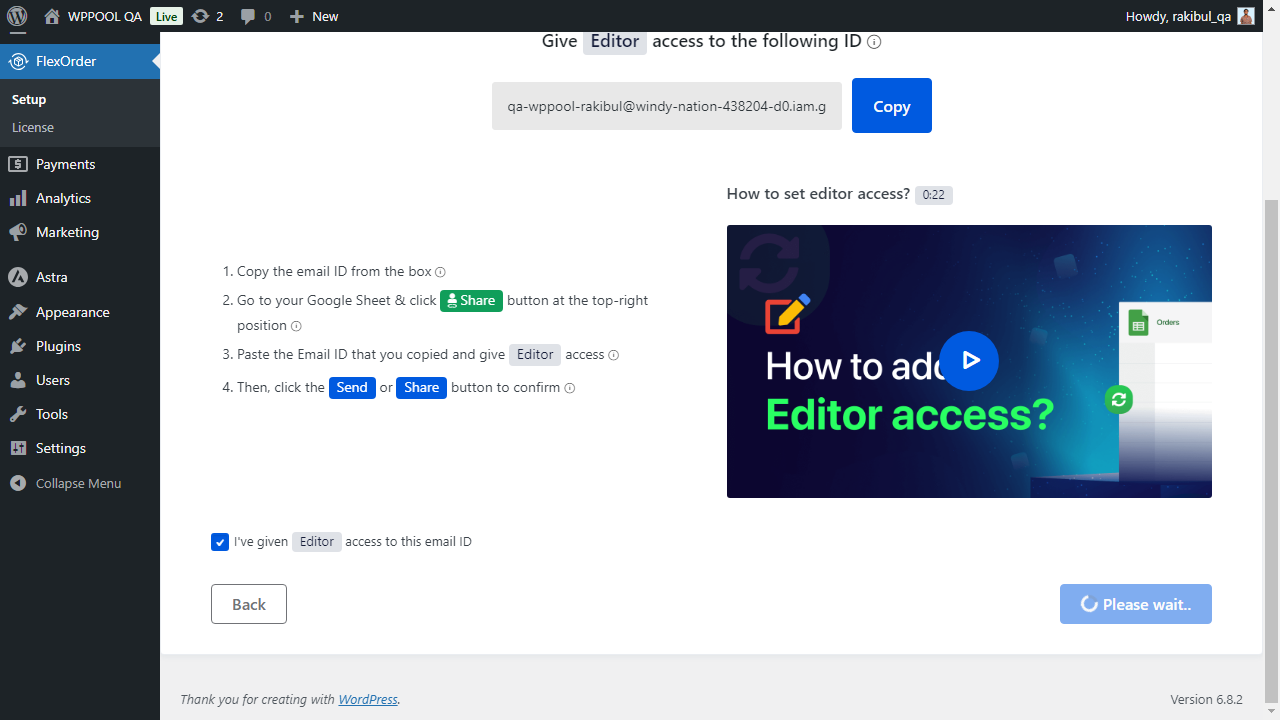 WPPOOL QA Live 2 0 New Howdy, rakibul_qa
FlexOrder
Setup
License
Payments
Analytics
Marketing
Astra
Appearance
Plugins
Users
Tools
Settings
Collapse Menu
Give Editor access to the following ID
qa-wppool-rakibul@windy-nation-438204-d0.iam.g
Copy
1. Copy the email ID from the box
2. Go to your Google Sheet & click Share button at the top-right
position
3. Paste the Email ID that you copied and give Editor access
4. Then, click the Send or Share button to confirm
How to set editor access? 0:22
How to add
Editor access?
Orders
I've given Editor access to this email ID
Back
Please wait..
Thank you for creating with WordPress.
Version 6.8.2